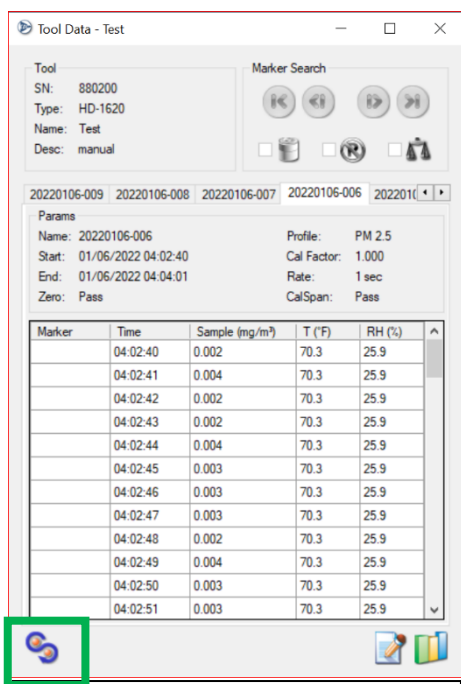 Tool Data - Test
Tool
SN: 880200
Type: HD-1620
Name: Test
Desc: manual
Marker Search
R
20220106-009 20220106-008 20220106-007 20220106-006 202201
Params
Name: 20220106-006 Profile: PM 2.5
Start: 01/06/2022 04:02:40 Cal Factor: 1.000
End: 01/06/2022 04:04:01 Rate: 1 sec
Zero: Pass CalSpan: Pass
Marker Time Sample (mg/m³) T (°F) RH (%)
04:02:40 0.002 70.3 25.9
04:02:41 0.004 70.3 25.9
04:02:42 0.002 70.3 25.9
04:02:43 0.002 70.3 25.9
04:02:44 0.004 70.3 25.9
04:02:45 0.003 70.3 25.9
04:02:46 0.003 70.3 25.9
04:02:47 0.003 70.3 25.9
04:02:48 0.002 70.3 25.9
04:02:49 0.004 70.3 25.9
04:02:50 0.003 70.3 25.9
04:02:51 0.003 70.3 25.9